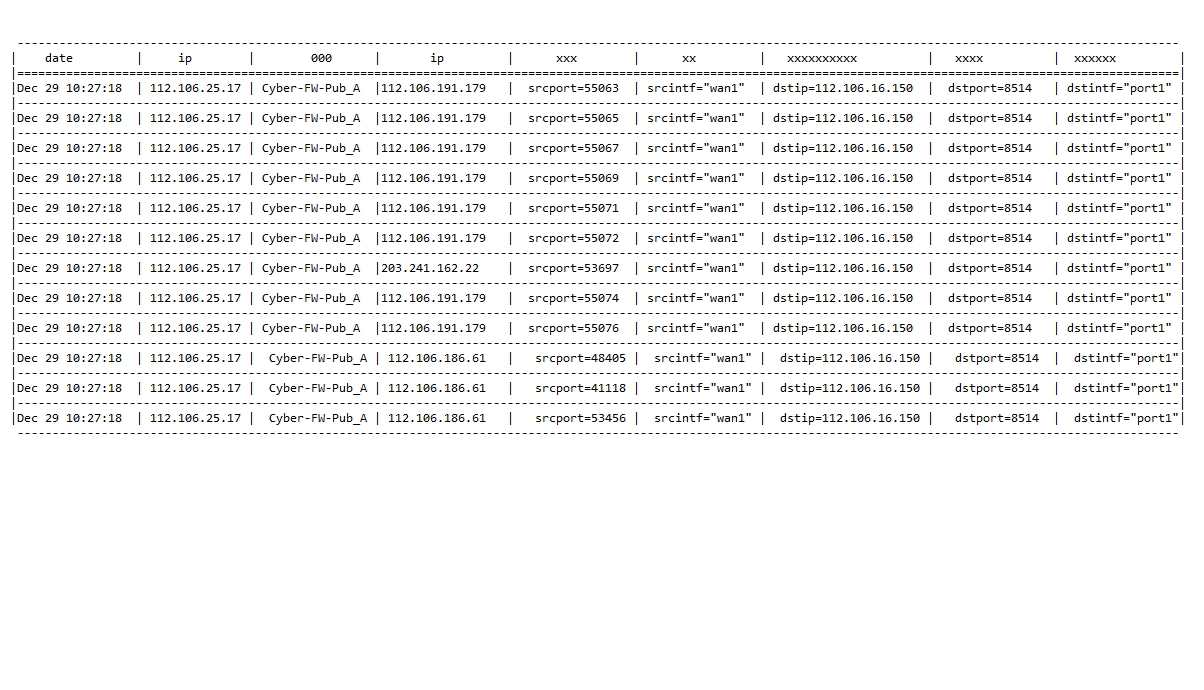 date | ip | 000 | ip | xxx | xx | xxxxxxxxxx | xxxx | xxxxxx |
|Dec 29 10:27:18 | 112.106.25.17 | Cyber-FW-Pub_A |112.106.191.179 | srcport=55063 | srcintf="wan1" | dstip=112.106.16.150 | dstport=8514 | dstintf="port1" |
|Dec 29 10:27:18 | 112.106.25.17 | Cyber-FW-Pub_A |112.106.191.179 | srcport=55065 | srcintf="wan1" | dstip=112.106.16.150 | dstport=8514 | dstintf="port1" |
|Dec 29 10:27:18 | 112.106.25.17 | Cyber-FW-Pub_A |112.106.191.179 | srcport=55067 | srcintf="wan1" | dstip=112.106.16.150 | dstport=8514 | dstintf="port1" |
|Dec 29 10:27:18 | 112.106.25.17 | Cyber-FW-Pub_A |112.106.191.179 | srcport=55069 | srcintf="wan1" | dstip=112.106.16.150 | dstport=8514 | dstintf="port1" |
|Dec 29 10:27:18 | 112.106.25.17 | Cyber-FW-Pub_A |112.106.191.179 | srcport=55071 | srcintf="wan1" | dstip=112.106.16.150 | dstport=8514 | dstintf="port1" |
|Dec 29 10:27:18 | 112.106.25.17 | Cyber-FW-Pub_A |112.106.191.179 | srcport=55072 | srcintf="wan1" | dstip=112.106.16.150 | dstport=8514 | dstintf="port1" |
|Dec 29 10:27:18 | 112.106.25.17 | Cyber-FW-Pub_A |203.241.162.22 | srcport=53697 | srcintf="wan1" | dstip=112.106.16.150 | dstport=8514 | dstintf="port1" |
|Dec 29 10:27:18 | 112.106.25.17 | Cyber-FW-Pub_A |112.106.191.179 | srcport=55074 | srcintf="wan1" | dstip=112.106.16.150 | dstport=8514 | dstintf="port1" |
|Dec 29 10:27:18 | 112.106.25.17 | Cyber-FW-Pub_A |112.106.191.179 | srcport=55076 | srcintf="wan1" | dstip=112.106.16.150 | dstport=8514 | dstintf="port1" |
|Dec 29 10:27:18 | 112.106.25.17 | Cyber-FW-Pub_A | 112.106.186.61 | srcport=48405 | srcintf="wan1" | dstip=112.106.16.150 | dstport=8514 | dstintf="port1"|
|Dec 29 10:27:18 | 112.106.25.17 | Cyber-FW-Pub_A | 112.106.186.61 | srcport=41118 | srcintf="wan1" | dstip=112.106.16.150 | dstport=8514 | dstintf="port1"|
|Dec 29 10:27:18 | 112.106.25.17 | Cyber-FW-Pub_A | 112.106.186.61 | srcport=53456 | srcintf="wan1" | dstip=112.106.16.150 | dstport=8514 | dstintf="port1"|